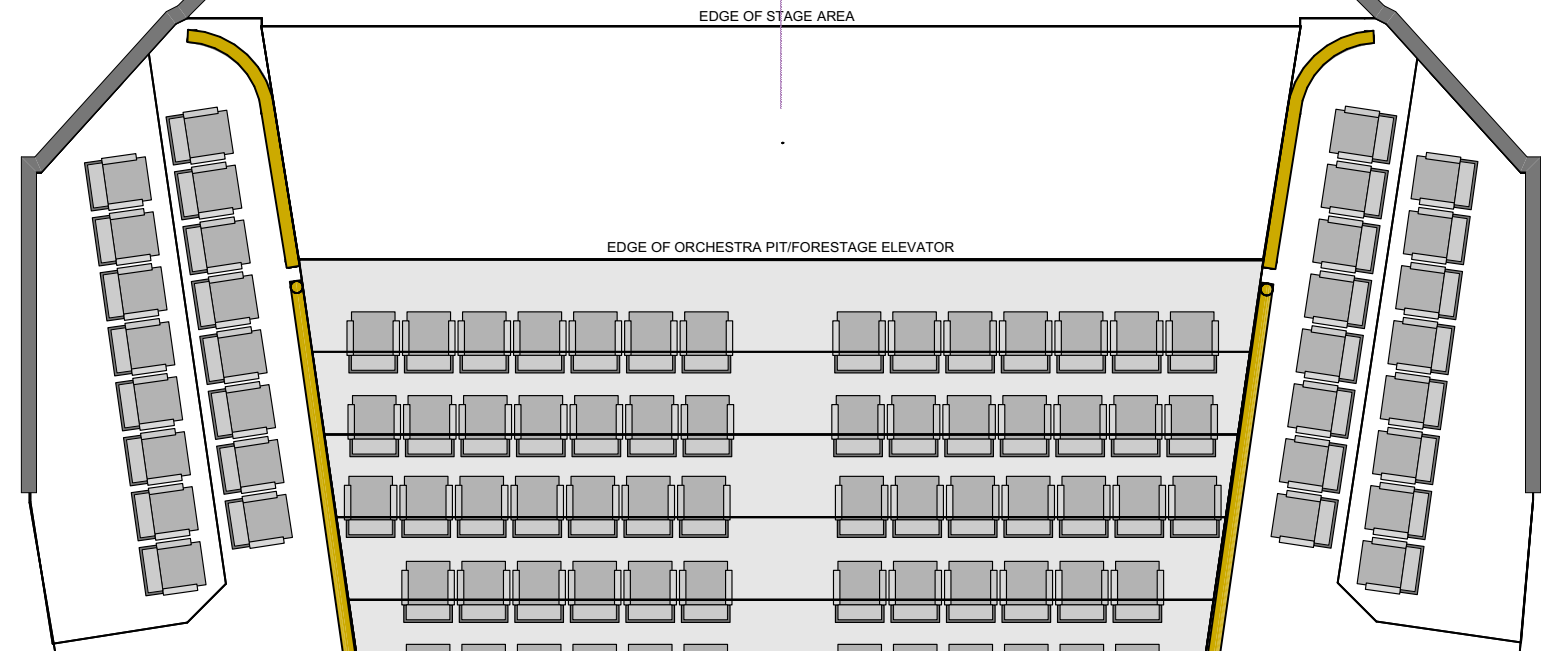 EDGE OF STAGE AREA
EDGE OF ORCHESTRA PIT/FORESTAGE ELEVATOR